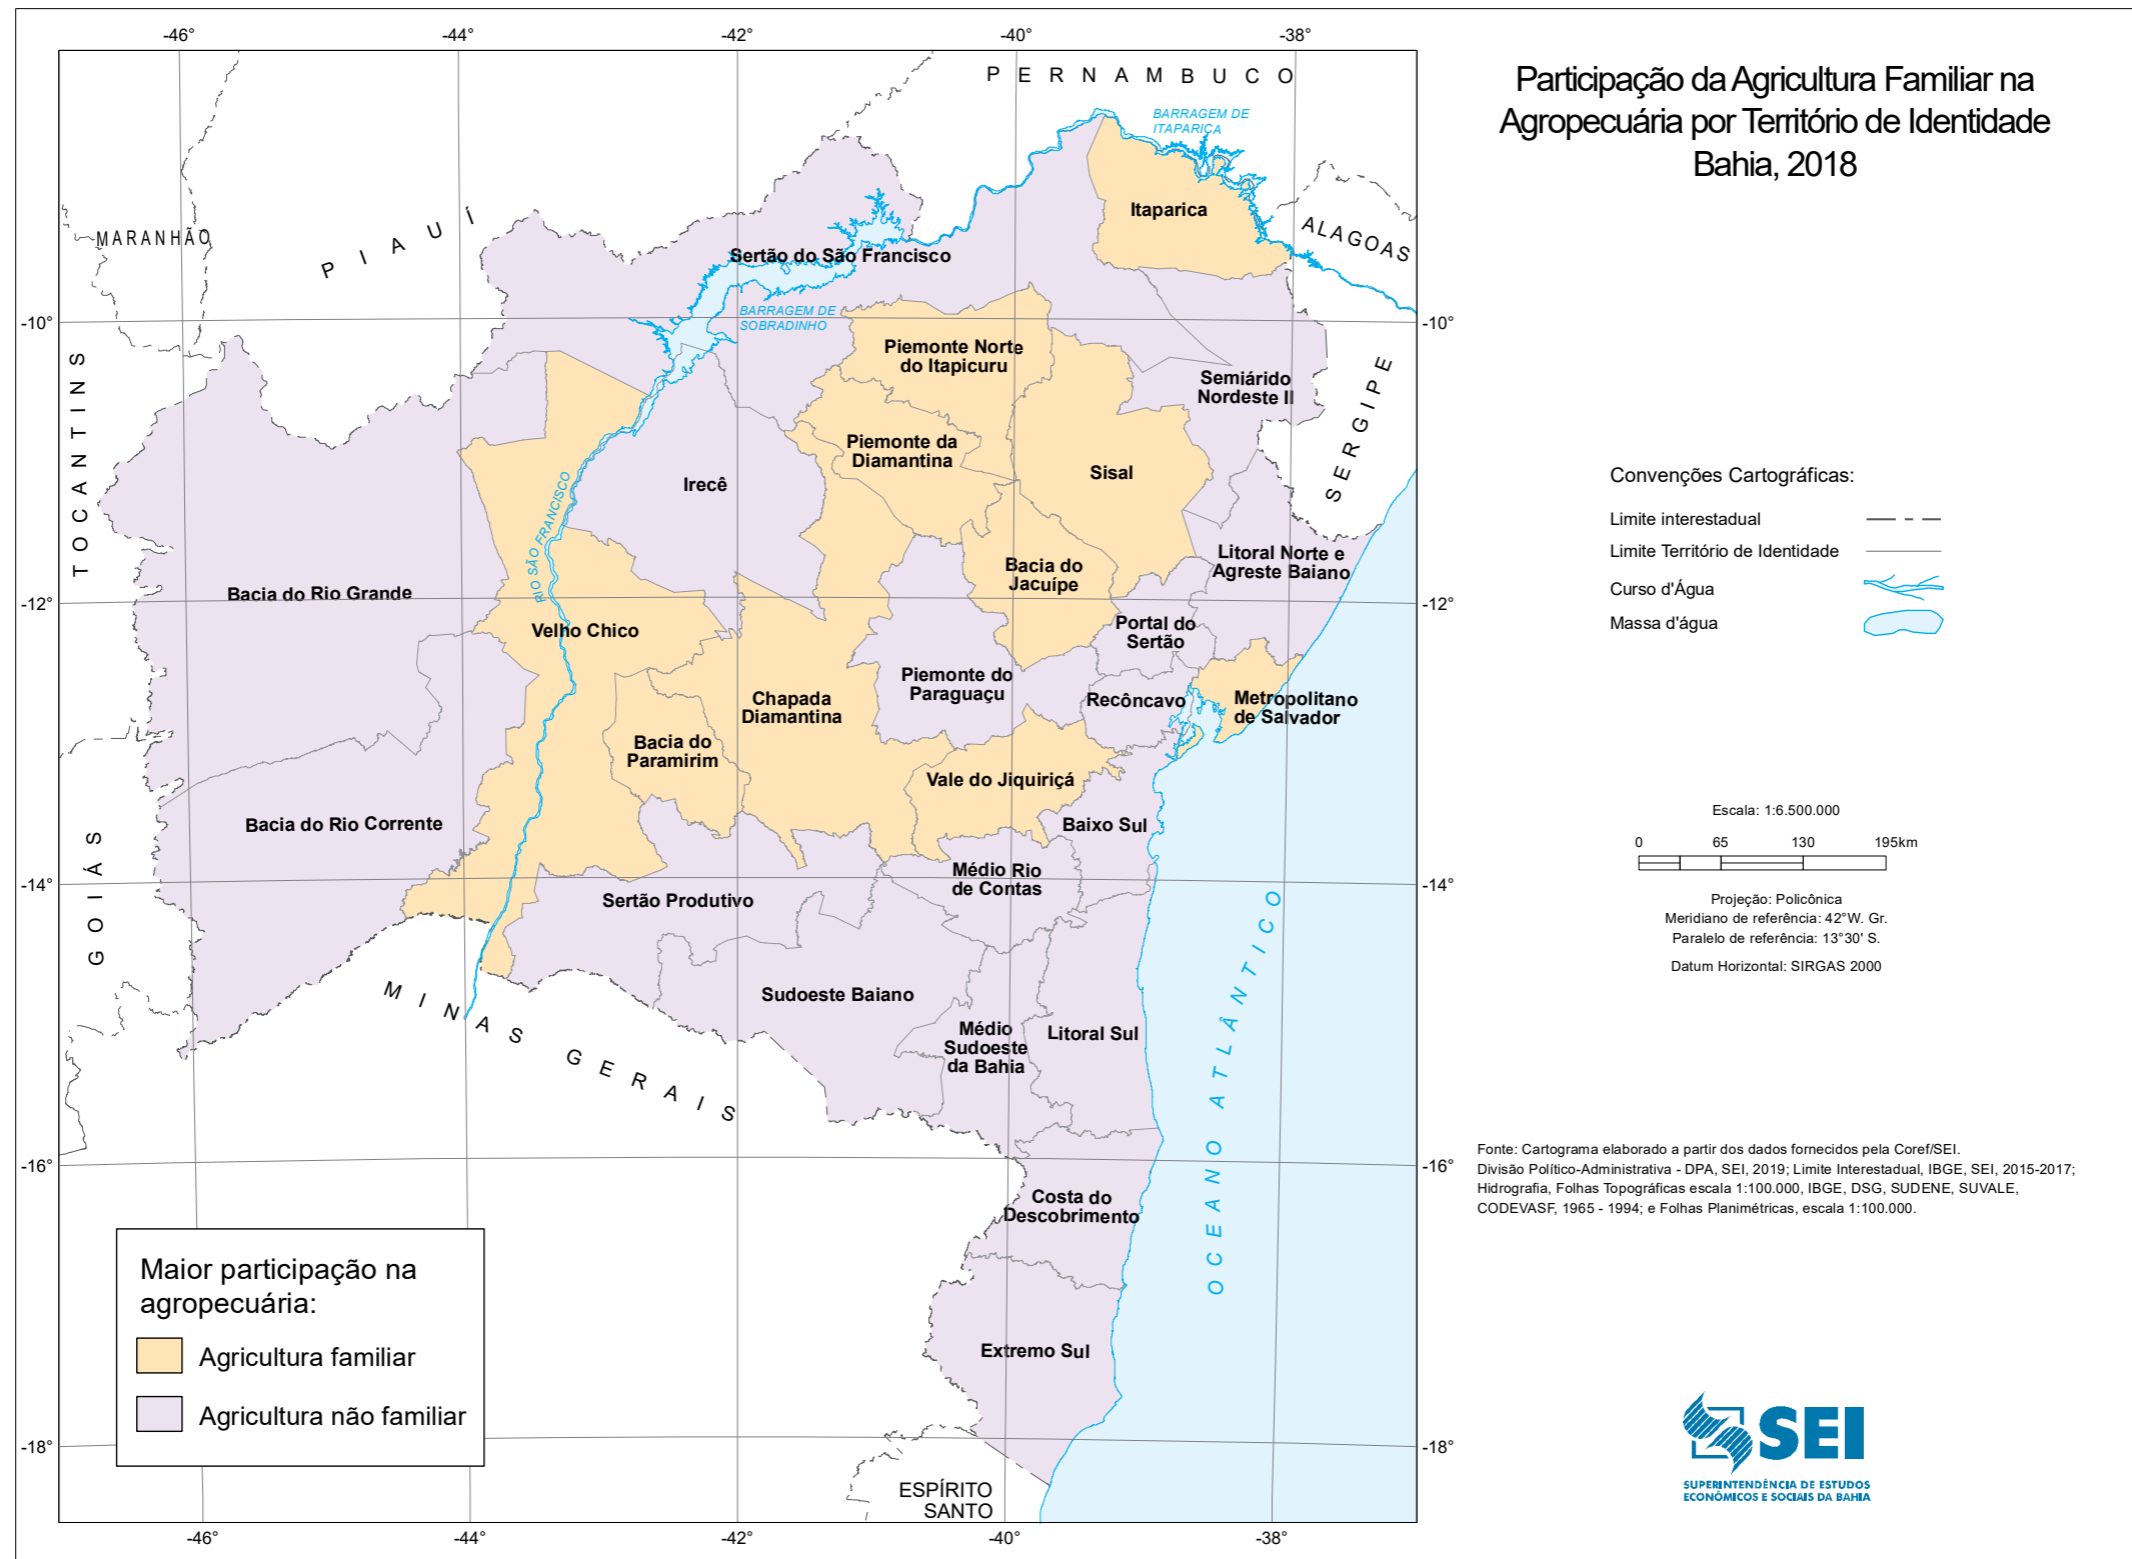 Participação da Agricultura Familiar na
Agropecuária por Território de Identidade
Bahia, 2018
-46°
-44°
-42°
-40°
-38°
PERNAMBUCO
BARRAGEM DE
ITAPARICA
Itaparica
ALAGOAS
MARANHÃO
PIAUÍ
Sertão do São Francisco
BARRAGEM DE
SOBRADINHO
-10°
-10°
TOCANTINS
Piemonte Norte
do Itapicuru
Semiárido
Nordeste II
SERGIPE
Piemonte da
Diamantina
Sisal
Irecê
RIO SÃO FRANCISCO
Bacia do
Jacuípe
Litoral Norte e
Agreste Baiano
Bacia do Rio Grande
-12°
-12°
Velho Chico
Portal do
Sertão
Piemonte do
Paraguaçu
Chapada
Diamantina
Recôncavo
Metropolitano
de Salvador
Bacia do
Paramirim
Vale do Jiquiriçá
Bacia do Rio Corrente
Baixo Sul
GOIÁS
Médio Rio
de Contas
-14°
-14°
Sertão Produtivo
Sudoeste Baiano
MINAS GERAIS
Médio
Sudoeste
da Bahia
Litoral Sul
OCEANO ATLÂNTICO
-16°
-16°
Costa do
Descobrimento
Extremo Sul
-18°
-18°
ESPÍRITO
SANTO
-46°
-44°
-42°
-40°
-38°
Maior participação na
agropecuária:
Agricultura familiar
Agricultura não familiar
Convenções Cartográficas:
Limite interestadual
Limite Território de Identidade
Curso d'Água
Massa d'água
Escala: 1:6.500.000
0 65 130 195km
Projeção: Policônica
Meridiano de referência: 42°W. Gr.
Paralelo de referência: 13°30' S.
Datum Horizontal: SIRGAS 2000
Fonte: Cartograma elaborado a partir dos dados fornecidos pela Coref/SEI.
Divisão Político-Administrativa - DPA, SEI, 2019; Limite Interestadual, IBGE, SEI, 2015-2017;
Hidrografia, Folhas Topográficas escala 1:100.000, IBGE, DSG, SUDENE, SUVALE,
CODEVASF, 1965 - 1994; e Folhas Planimétricas, escala 1:100.000.
SEI
SUPERINTENDÊNCIA DE ESTUDOS
ECONÔMICOS E SOCIAIS DA BAHIA